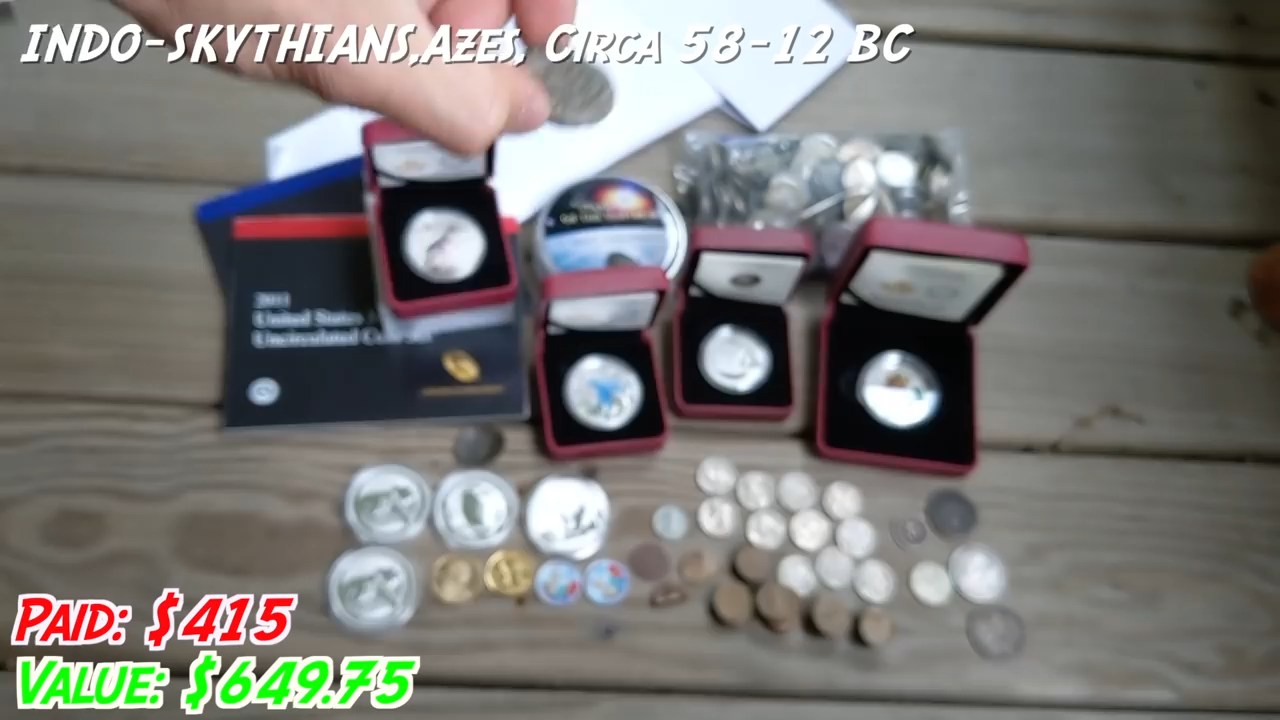 INDO-SKYTHIANS,AZES, CIRCA 58-12 BC
2011
United States
Uncirculated Coin Set
PAID: $415
VALUE: $649.75